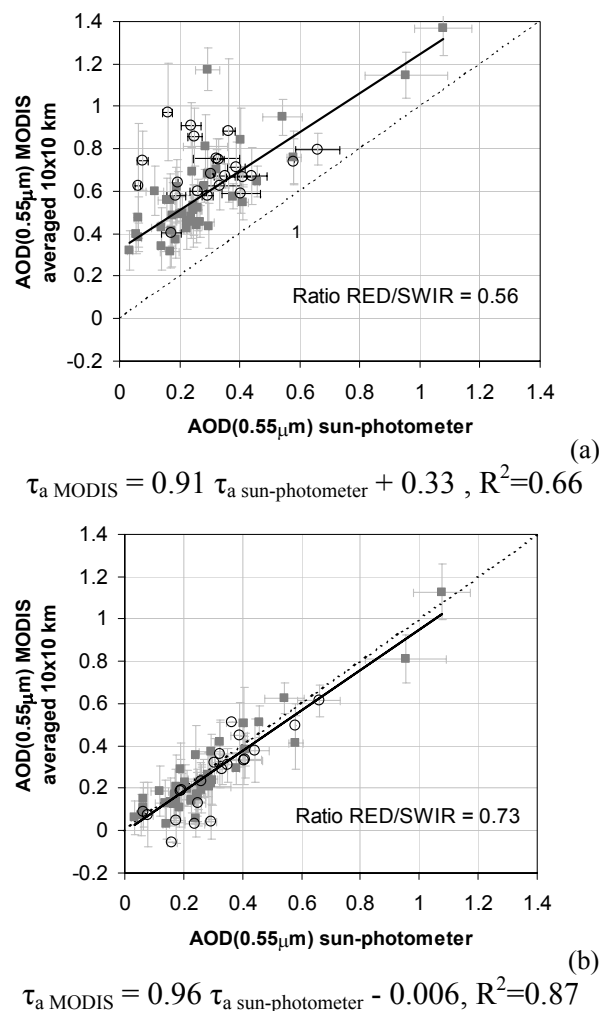 1.4
1.2
1
0.8
0.6
0.4
0.2
0
-0.2
AOD(0.55μm) MODIS
averaged 10x10 km
1
Ratio RED/SWIR = 0.56
0 0.2 0.4 0.6 0.8 1 1.2 1.4
AOD(0.55μm) sun-photometer
(a)
τa MODIS = 0.91 τa sun-photometer + 0.33 , R²=0.66
1.4
1.2
1
0.8
0.6
0.4
0.2
0
-0.2
AOD(0.55μm) MODIS
averaged 10x10 km
Ratio RED/SWIR = 0.73
0 0.2 0.4 0.6 0.8 1 1.2 1.4
AOD(0.55μm) sun-photometer
(b)
τa MODIS = 0.96 τa sun-photometer - 0.006, R²=0.87